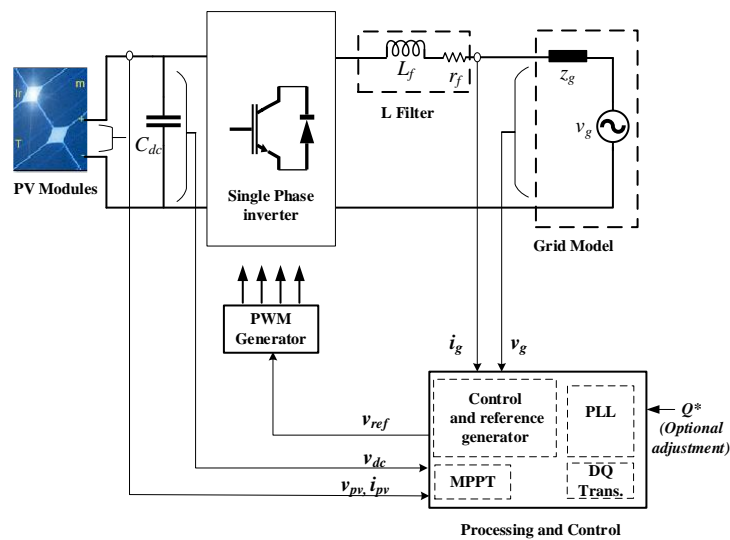 Ir
m
+
T
-
PV Modules
C_dc
Single Phase
inverter
L_f
r_f
L Filter
z_g
v_g
Grid Model
PWM
Generator
i_g
v_g
Control
and reference
generator
PLL
MPPT
DQ
Trans.
v_ref
v_dc
v_pv, i_pv
Q*
(Optional
adjustment)
Processing and Control